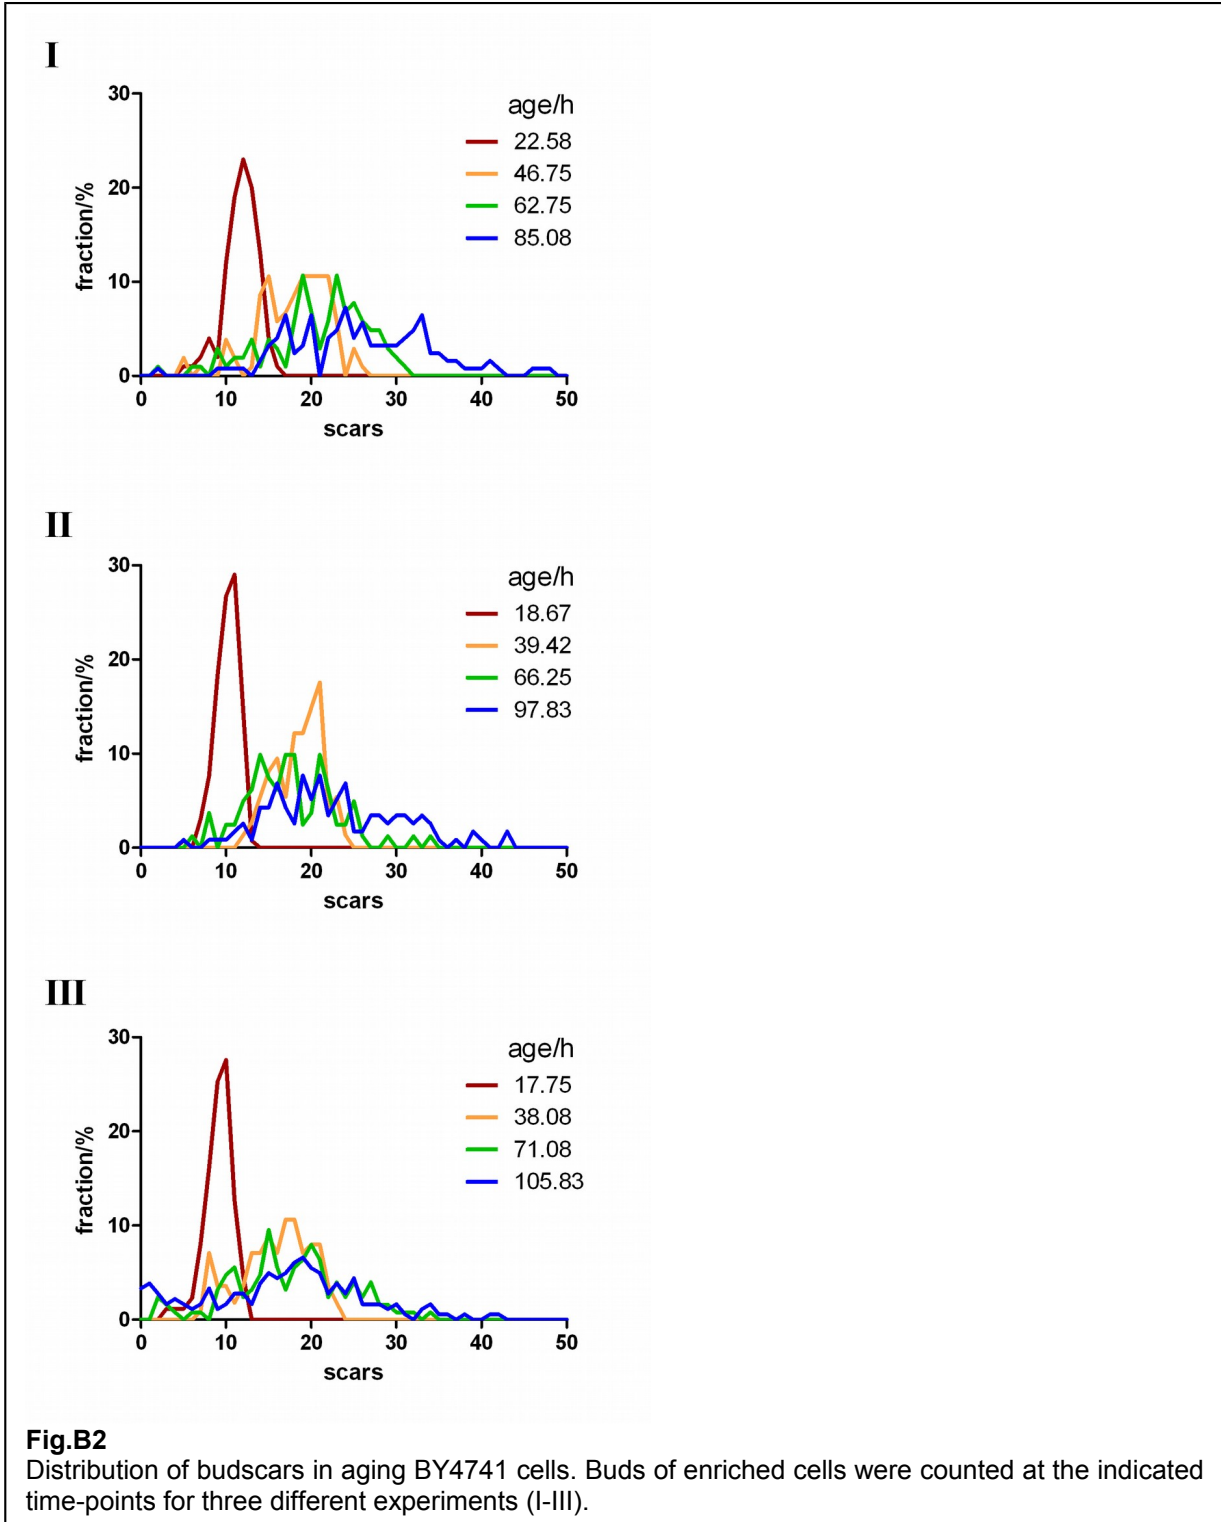 I
30
20
10
0
fraction/%
0 10 20 30 40 50
scars
age/h
22.58
46.75
62.75
85.08
II
30
20
10
0
fraction/%
0 10 20 30 40 50
scars
age/h
18.67
39.42
66.25
97.83
III
30
20
10
0
fraction/%
0 10 20 30 40 50
scars
age/h
17.75
38.08
71.08
105.83
Fig.B2
Distribution of budscars in aging BY4741 cells. Buds of enriched cells were counted at the indicated
time-points for three different experiments (I-III).